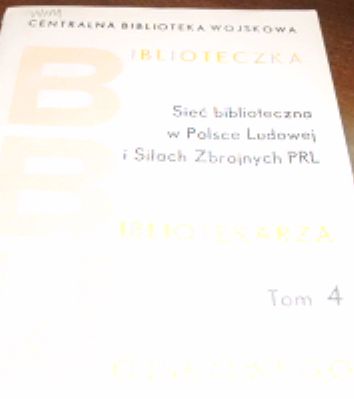 CENTRALNA BIBLIOTEKA WOJSKOWA
BIBLIOTECZKA
Sieć biblioteczna
w Polsce Ludowej
i Siłach Zbrojnych PRL
BIBLIOTEKARZA
Tom 4